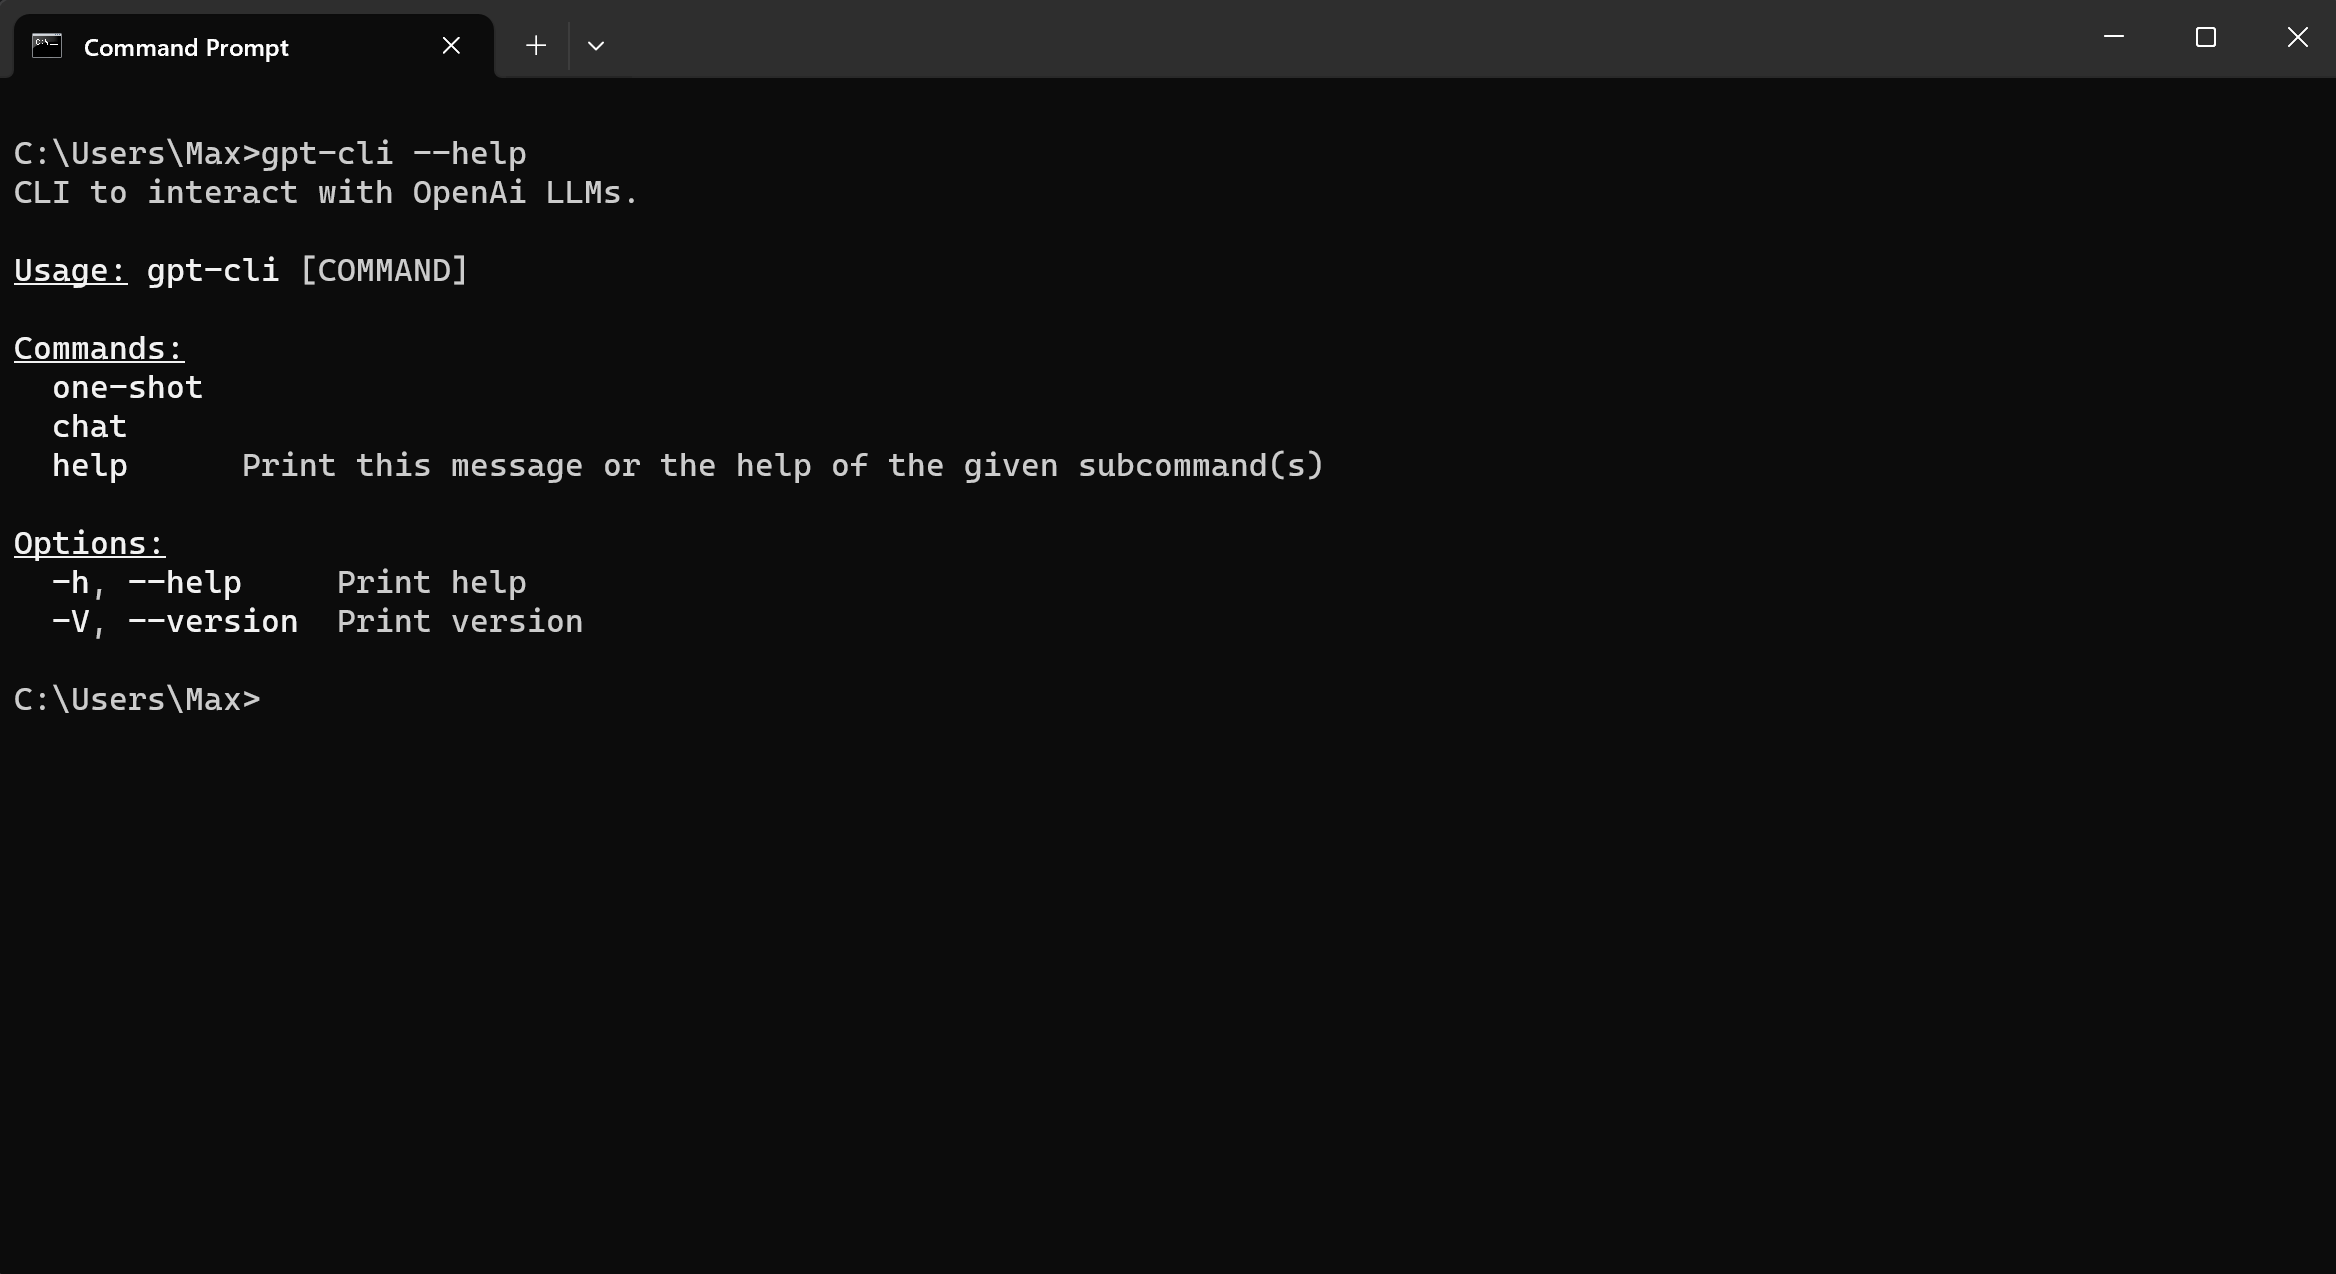 Command Prompt
C:\Users\Max>gpt-cli --help
CLI to interact with OpenAi LLMs.
Usage: gpt-cli [COMMAND]
Commands:
one-shot
chat
help      Print this message or the help of the given subcommand(s)
Options:
-h, --help     Print help
-V, --version  Print version
C:\Users\Max>